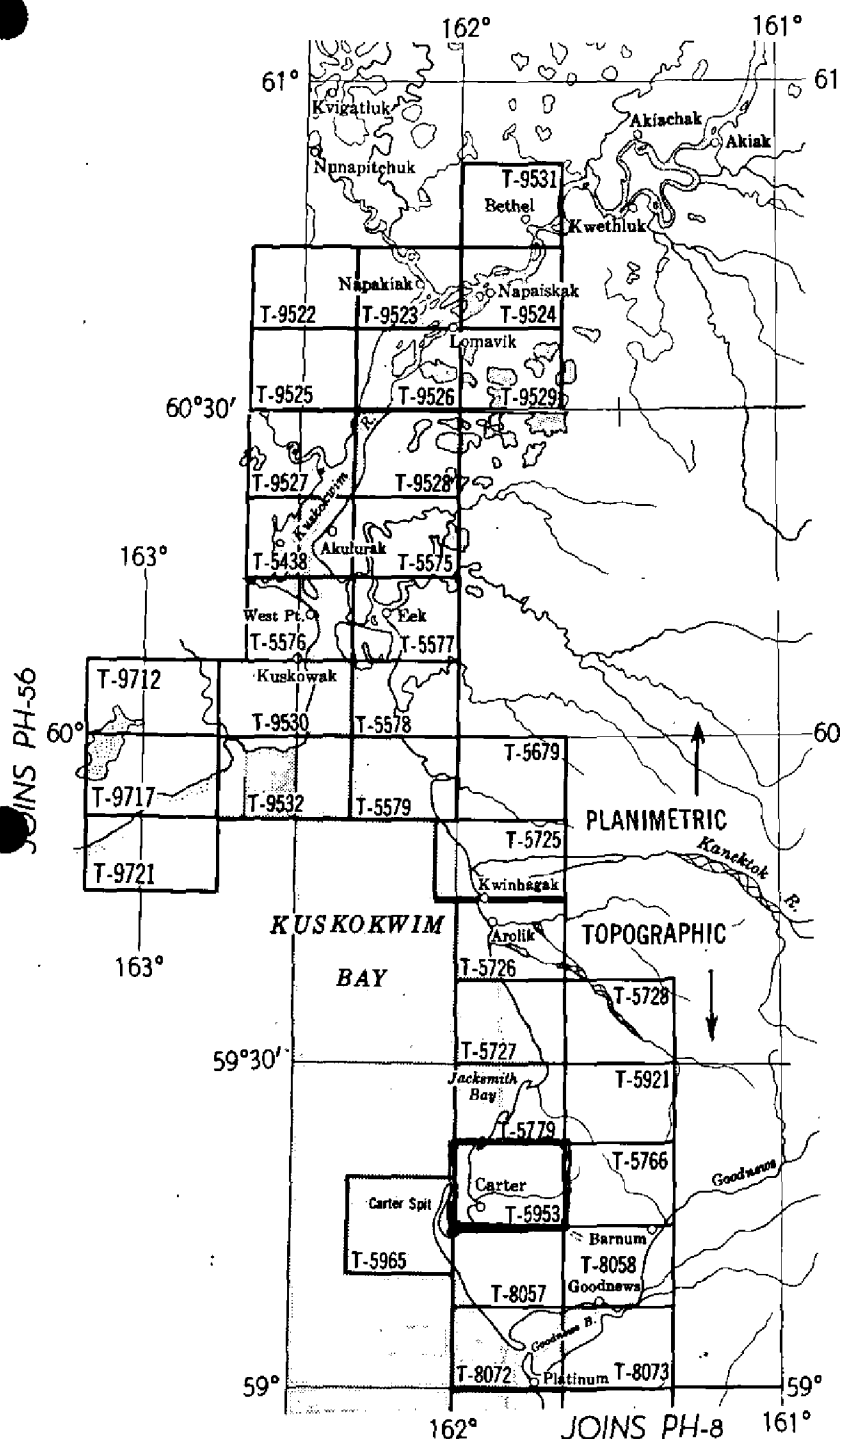 162°
161°
61°
61
Kvigatluk
Akiachak
Akiak
Nunapitchuk
T-9531
Bethel
Kwethluk
Napakiak
Napaiskak
T-9522
T-9523
T-9524
Lomavik
T-9525
T-9526
T-9529
60°30'
R.
T-9527
T-9528
Kuskokwim
163°
Akulurak
T-5438
T-5575
West Pt.
Eek
T-5576
T-5577
JOINS PH-56
T-9712
Kuskowak
T-9530
T-5578
60°
60
T-5679
T-9717
T-9532
T-5579
PLANIMETRIC
T-5725
Kanektok
R.
T-9721
Kwinhagak
KUSKOKWIM
BAY
Arolik
TOPOGRAPHIC
163°
T-5726
T-5728
59°30'
T-5727
Jacksmith
Bay
T-5921
T-5779
T-5766
Goodnews
Carter
Carter Spit
T-5953
Barnum
T-5965
T-8058
Goodnews
T-8057
Goodnews B.
T-8072
Platinum
T-8073
59°
59°
162°
JOINS PH-8
161°